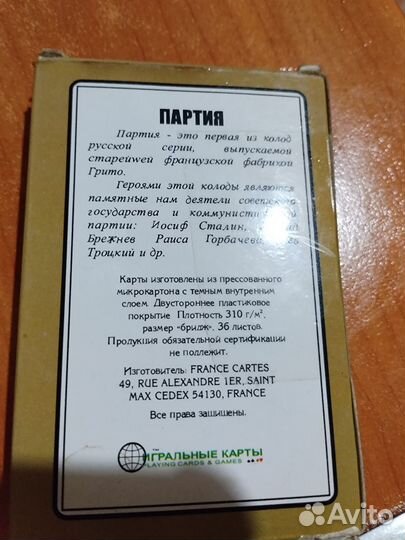 ПАРТИЯ
Партия - это первая из колод
русской серии, выпускаемой
старейшей французской фабрикой
Грито.
Героями этой колоды являются
памятные нам деятели советского
государства и коммунистической
партии: Иосиф Сталин,
Брежнев Раиса Горбачева,
Троцкий и др.
Карты изготовлены из прессованного
микрокартона с темным внутренним
слоем. Двустороннее пластиковое
покрытие. Плотность 310 г/м²,
размер «бридж», 36 листов.
Продукция обязательной сертификации
не подлежит.
Изготовитель: FRANCE CARTES
49, RUE ALEXANDRE 1ER, SAINT
MAX CEDEX 54130, FRANCE
Все права защишены.
TM
ИГРАЛЬНЫЕ КАРТЫ
PLAYING CARDS & GAMES
Avito